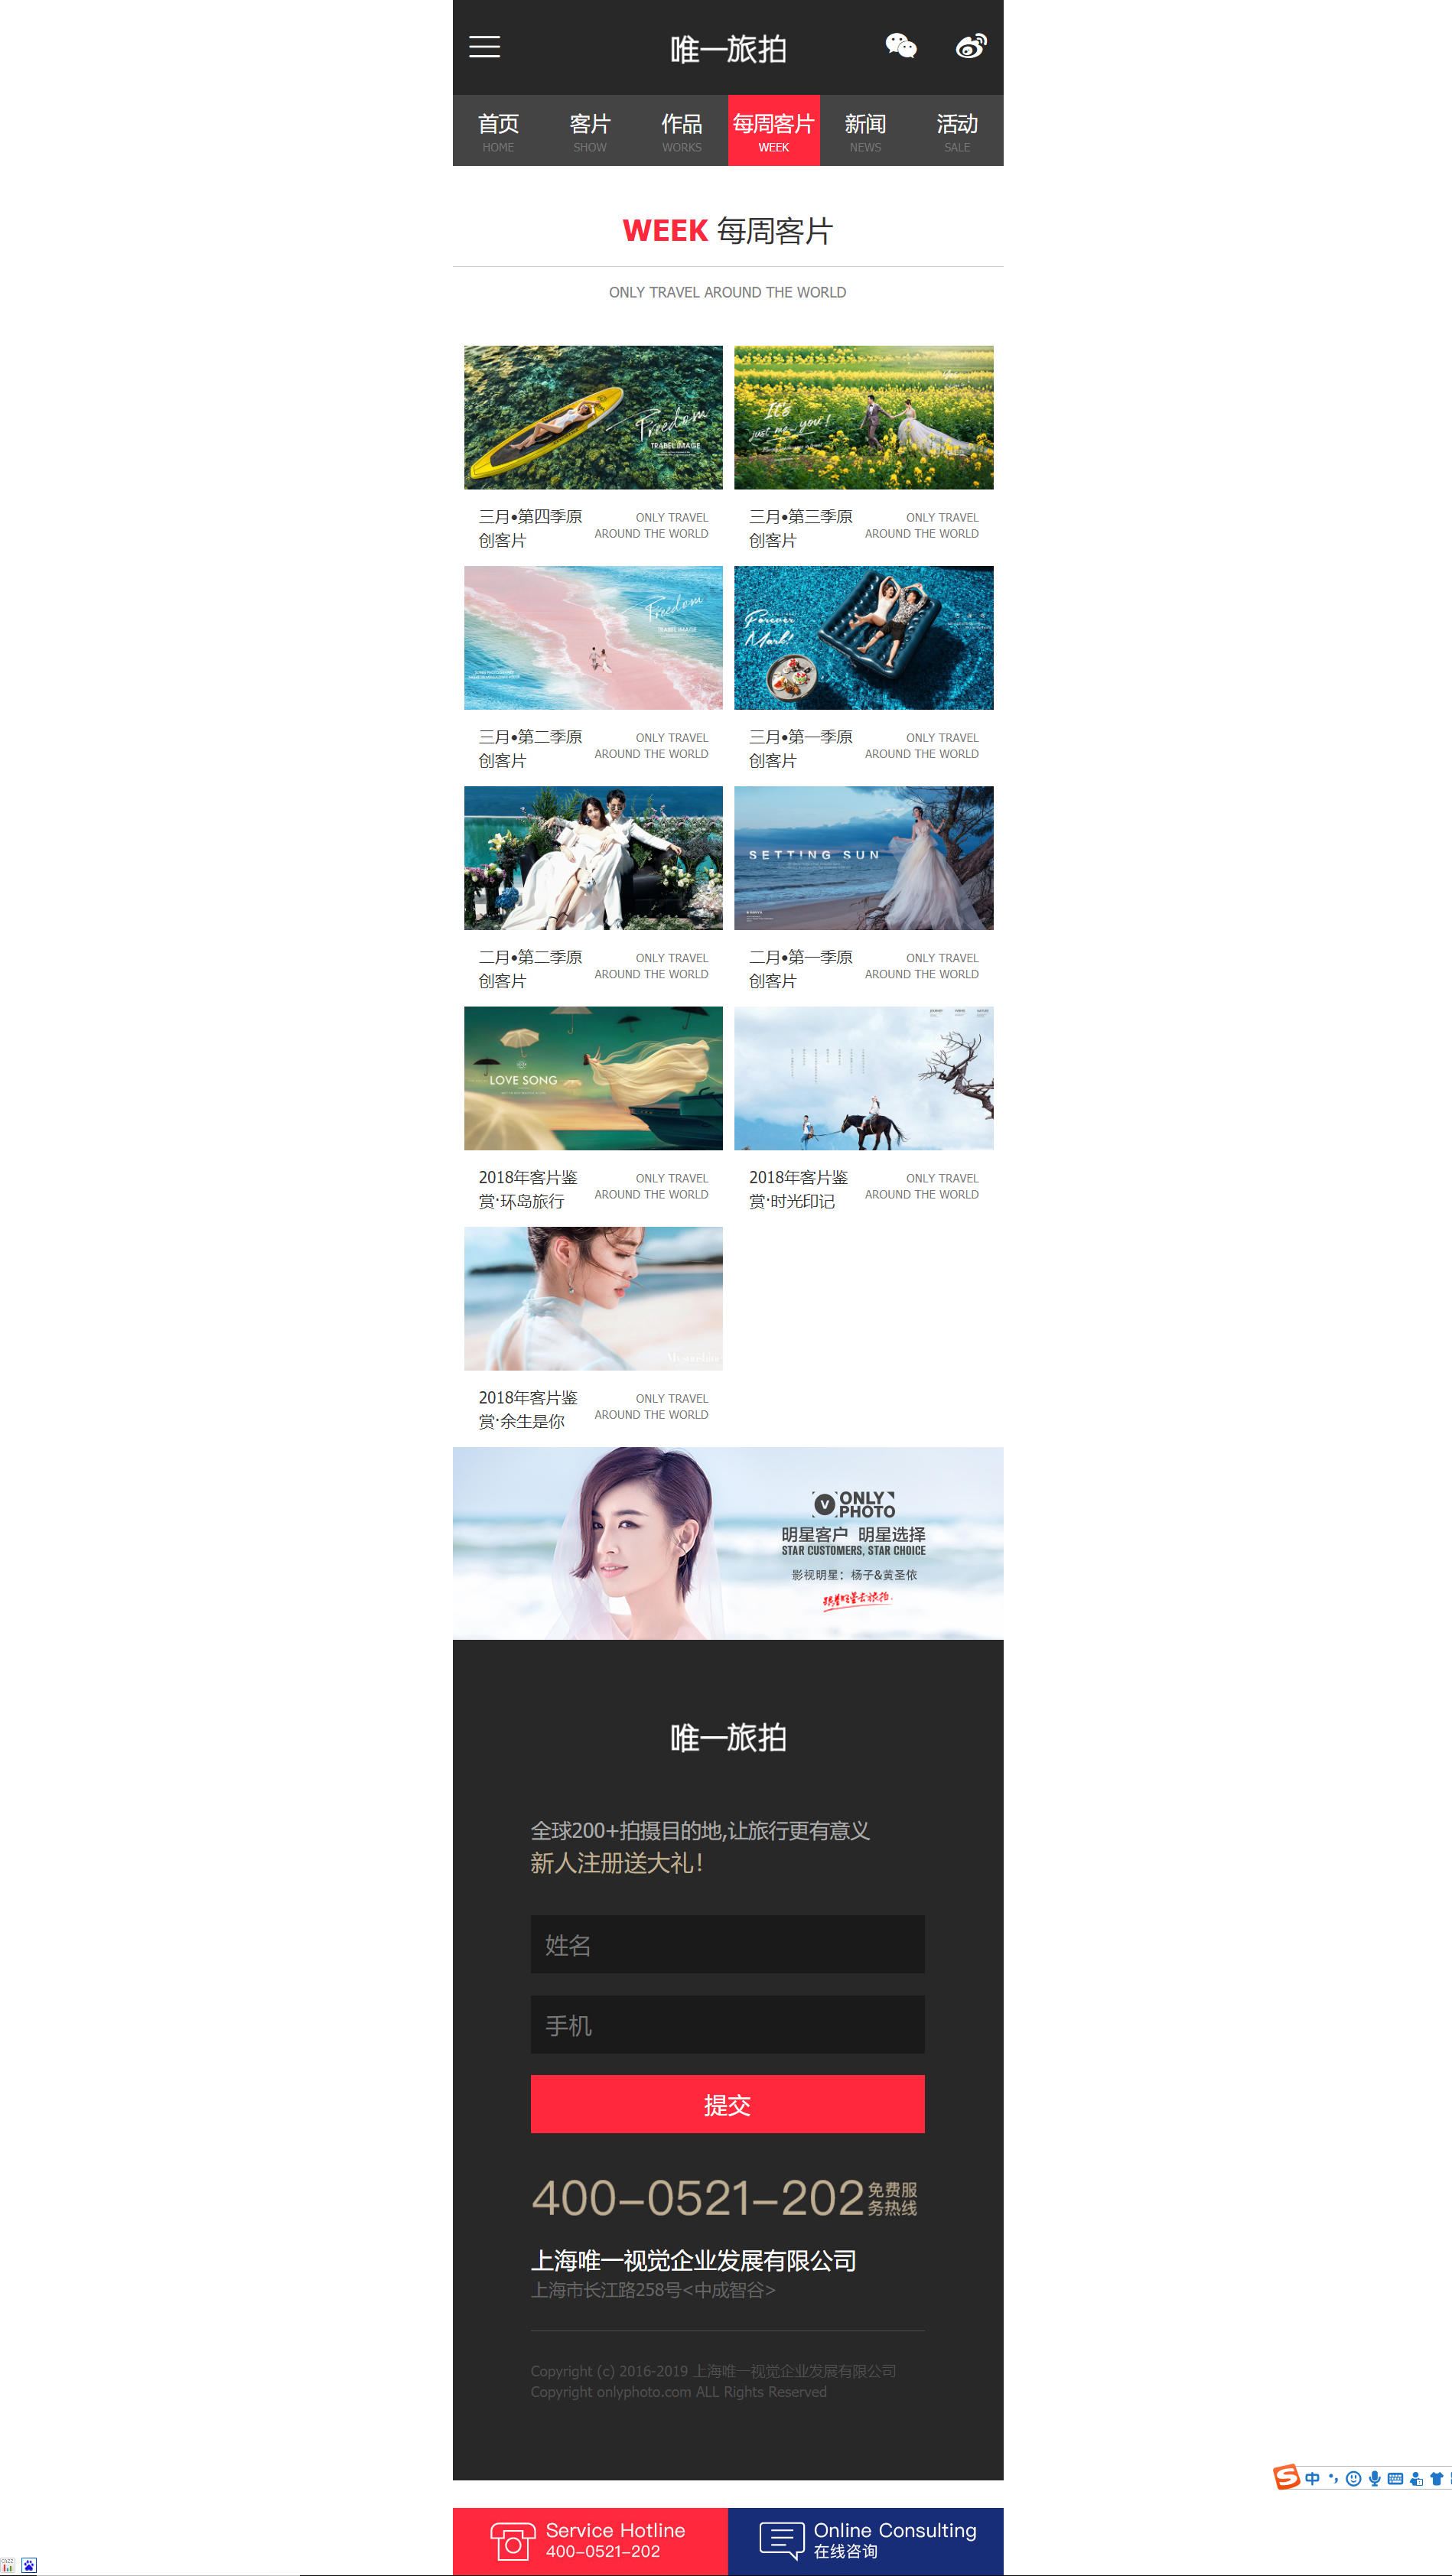 唯一旅拍
首页 客片 作品 每周客片 新闻 活动
HOME SHOW WORKS WEEK NEWS SALE
WEEK 每周客片
ONLY TRAVEL AROUND THE WORLD
Freedom
TRABEL IMAGE
It's
just me & you!
三月•第四季原
创客片
ONLY TRAVEL
AROUND THE WORLD
三月•第三季原
创客片
ONLY TRAVEL
AROUND THE WORLD
Freedom
TRABEL IMAGE
Forever
Mark!
三月•第二季原
创客片
ONLY TRAVEL
AROUND THE WORLD
三月•第一季原
创客片
ONLY TRAVEL
AROUND THE WORLD
SETTING SUN
二月•第二季原
创客片
ONLY TRAVEL
AROUND THE WORLD
二月•第一季原
创客片
ONLY TRAVEL
AROUND THE WORLD
LOVE SONG
2018年客片鉴
赏·环岛旅行
ONLY TRAVEL
AROUND THE WORLD
2018年客片鉴
赏·时光印记
ONLY TRAVEL
AROUND THE WORLD
2018年客片鉴
赏·余生是你
ONLY TRAVEL
AROUND THE WORLD
V ONLY
PHOTO
明星客户 明星选择
STAR CUSTOMERS, STAR CHOICE
影视明星：杨子&黄圣依
跟着明星去旅拍
唯一旅拍
全球200+拍摄目的地,让旅行更有意义
新人注册送大礼！
姓名
手机
提交
400-0521-202 免费服
务热线
上海唯一视觉企业发展有限公司
上海市长江路258号<中成智谷>
Copyright (c) 2016-2019 上海唯一视觉企业发展有限公司
Copyright onlyphoto.com ALL Rights Reserved
中
Service Hotline
400-0521-202
Online Consulting
在线咨询